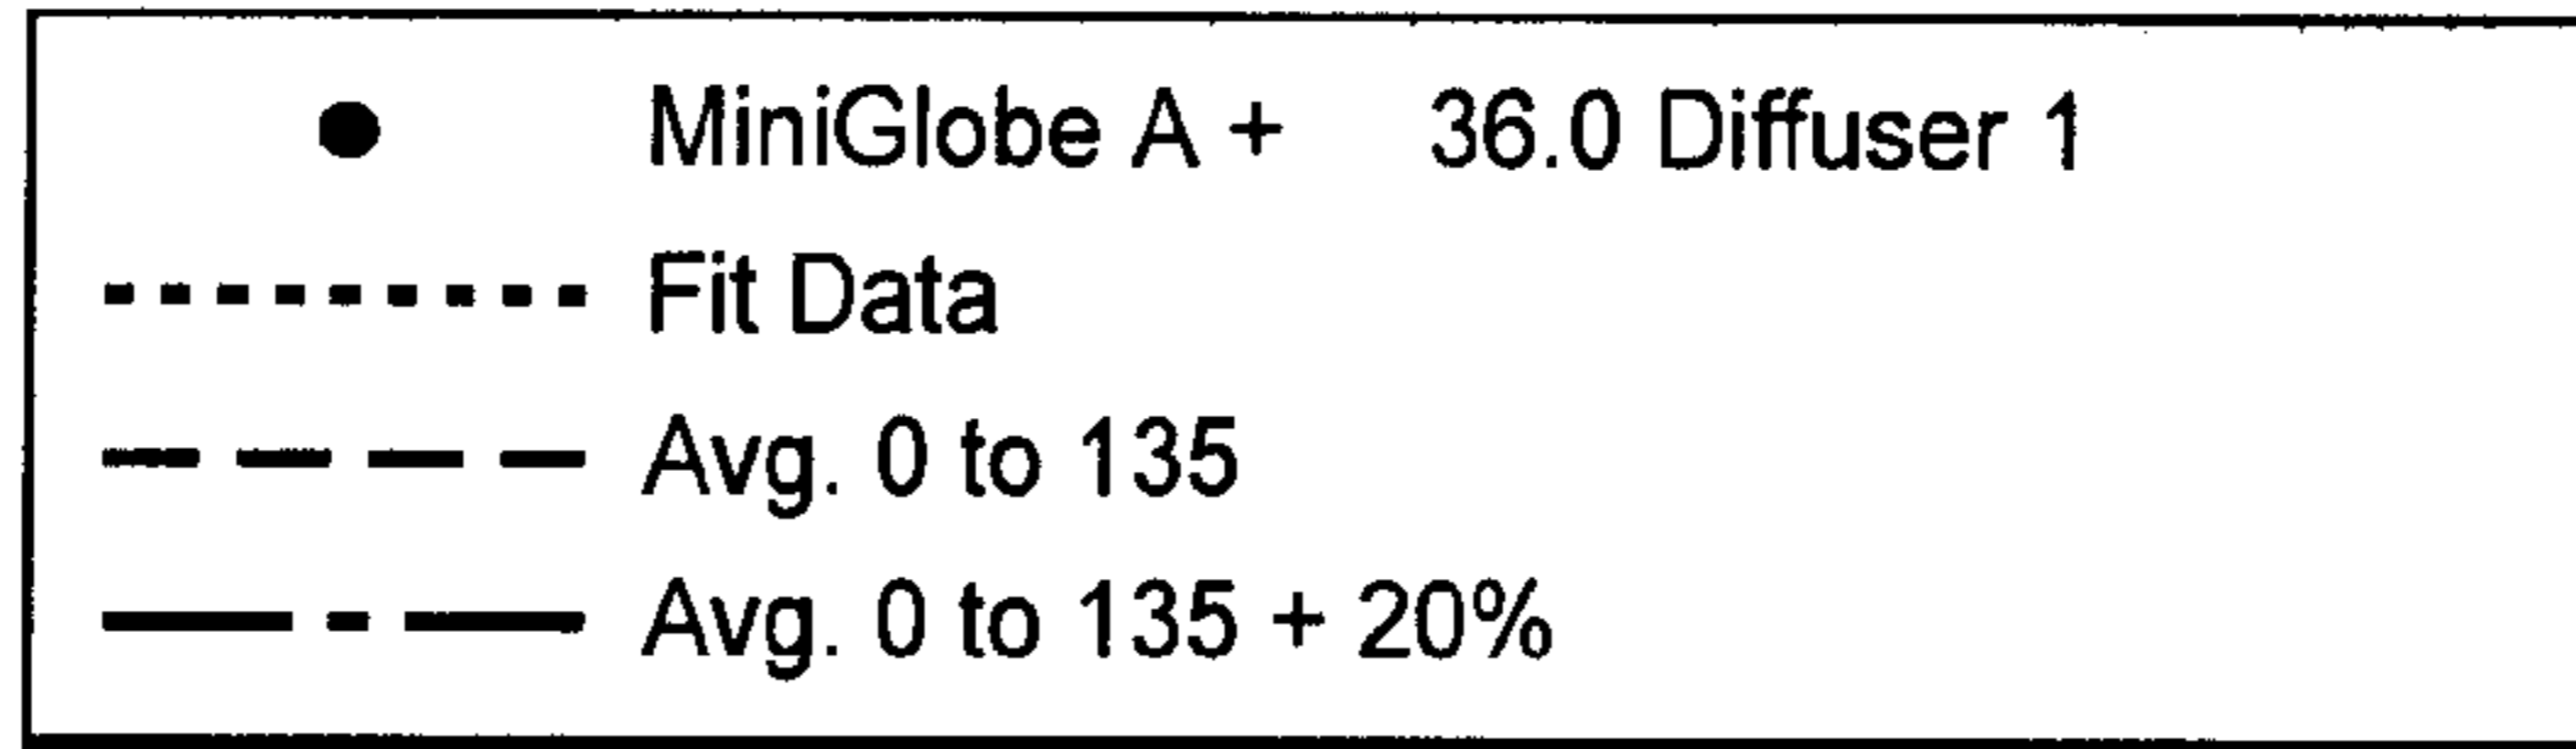 MiniGlobe A + 36.0 Diffuser 1
Fit Data
Avg. 0 to 135
Avg. 0 to 135 + 20%